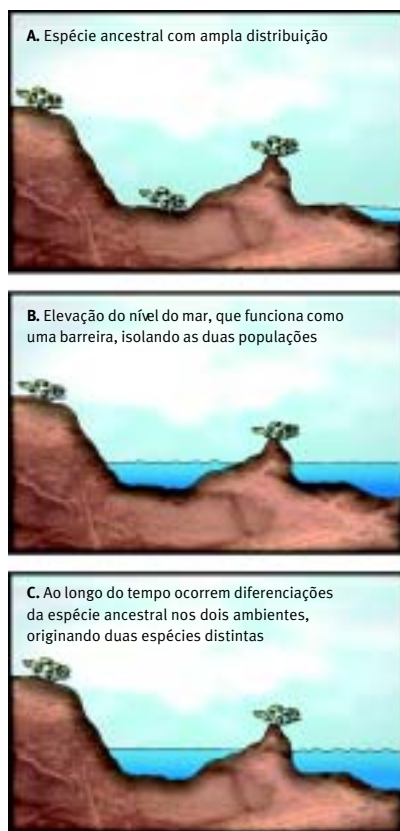 A. Espécie ancestral com ampla distribuição
B. Elevação do nível do mar, que funciona como
uma barreira, isolando as duas populações
C. Ao longo do tempo ocorrem diferenciações
da espécie ancestral nos dois ambientes,
originando duas espécies distintas